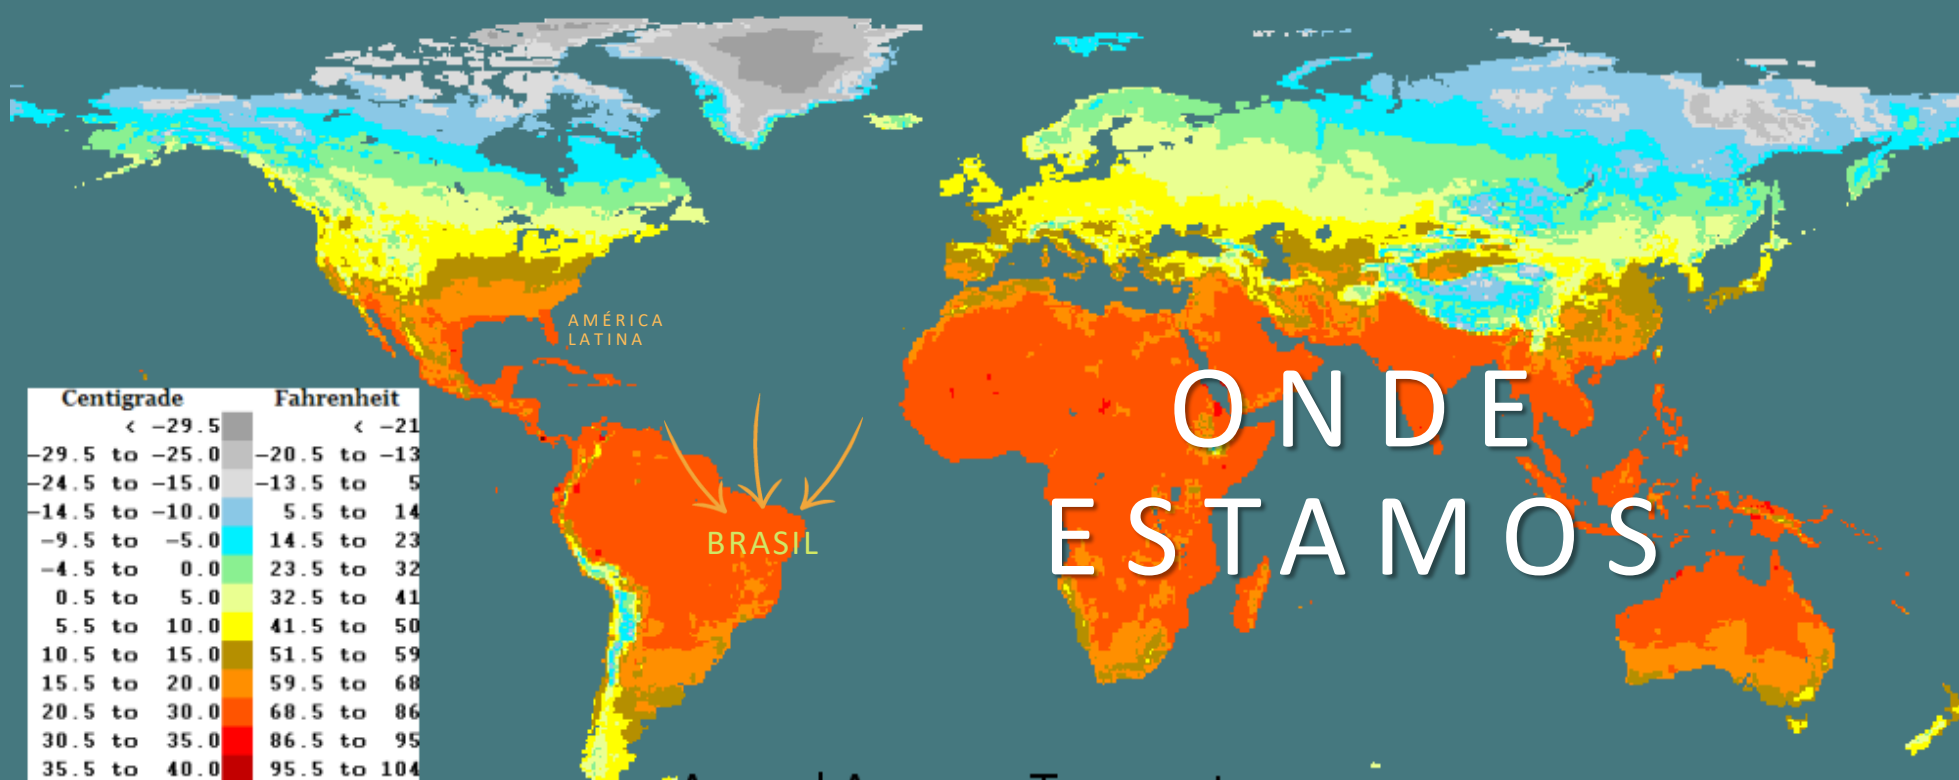 AMÉRICA
LATINA
Centigrade Fahrenheit
< -29.5 < -21
-29.5 to -25.0 -20.5 to -13
-24.5 to -15.0 -13.5 to 5
-14.5 to -10.0 5.5 to 14
-9.5 to -5.0 14.5 to 23
-4.5 to 0.0 23.5 to 32
0.5 to 5.0 32.5 to 41
5.5 to 10.0 41.5 to 50
10.5 to 15.0 51.5 to 59
15.5 to 20.0 59.5 to 68
20.5 to 30.0 68.5 to 86
30.5 to 35.0 86.5 to 95
35.5 to 40.0 95.5 to 104
BRASIL
ONDE
ESTAMOS